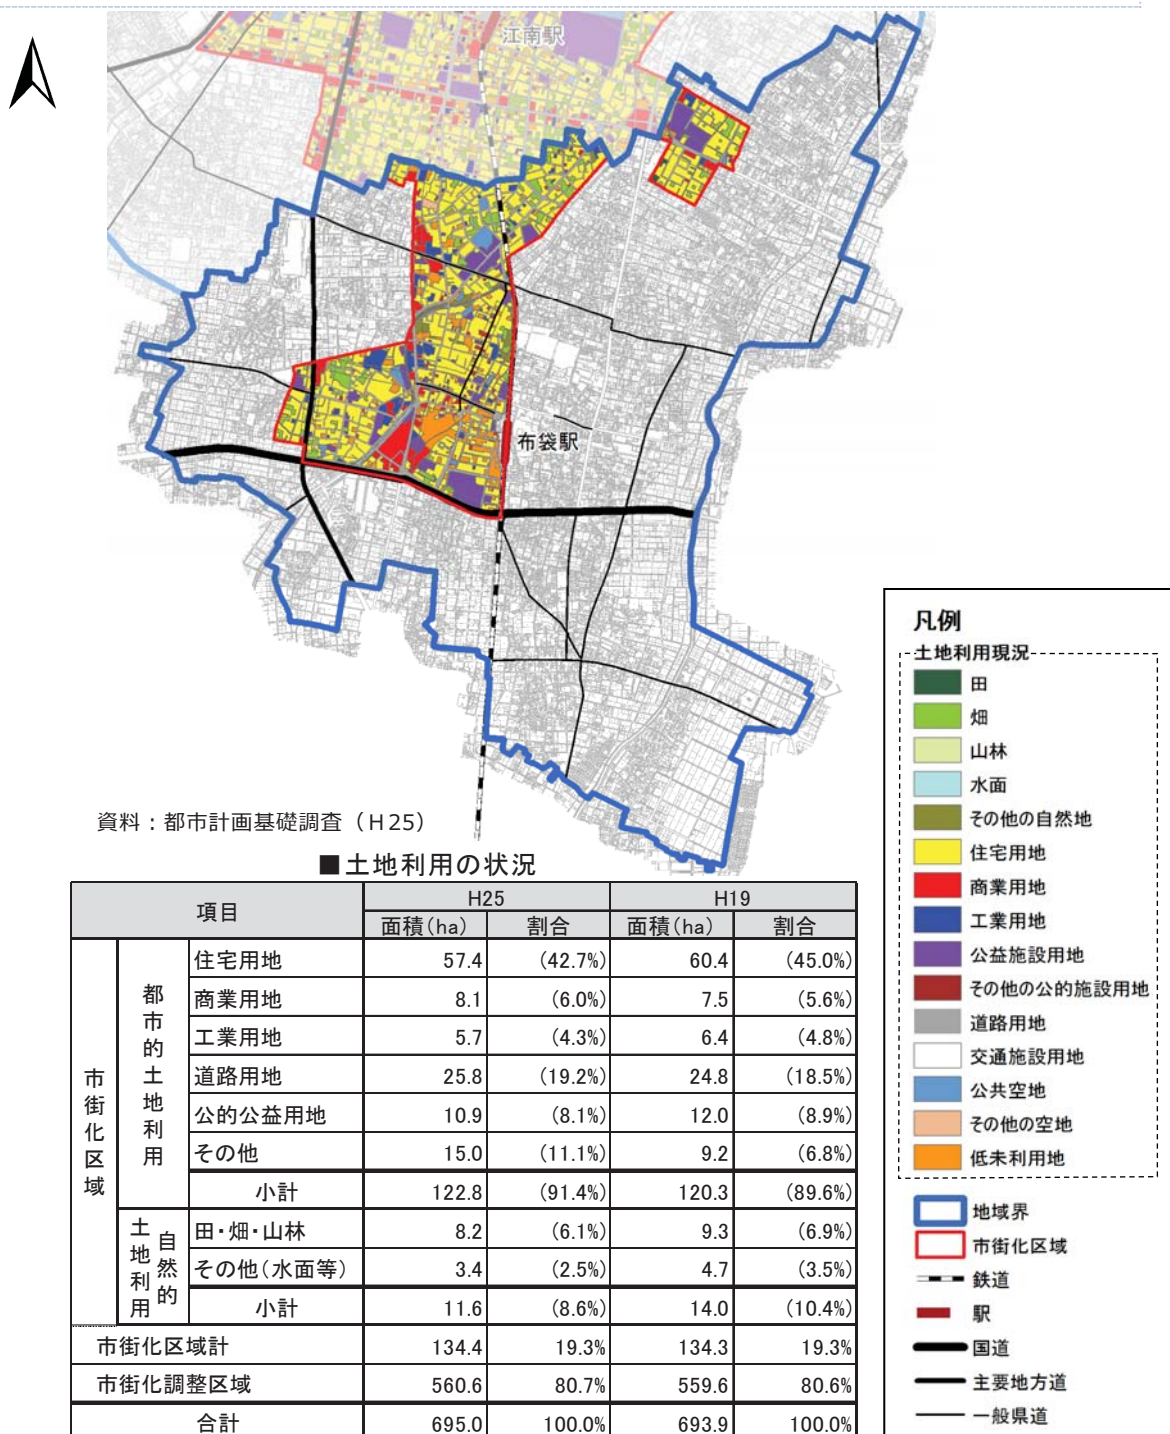 江南駅
布袋駅
資料：都市計画基礎調査（H25）
■土地利用の状況
項目 H25 H19
面積(ha) 割合 面積(ha) 割合
市街化区域
都市的土地利用
住宅用地 57.4 (42.7%) 60.4 (45.0%)
商業用地 8.1 (6.0%) 7.5 (5.6%)
工業用地 5.7 (4.3%) 6.4 (4.8%)
道路用地 25.8 (19.2%) 24.8 (18.5%)
公的公益用地 10.9 (8.1%) 12.0 (8.9%)
その他 15.0 (11.1%) 9.2 (6.8%)
小計 122.8 (91.4%) 120.3 (89.6%)
自然的土地利用
田・畑・山林 8.2 (6.1%) 9.3 (6.9%)
その他(水面等) 3.4 (2.5%) 4.7 (3.5%)
小計 11.6 (8.6%) 14.0 (10.4%)
市街化区域計 134.4 19.3% 134.3 19.3%
市街化調整区域 560.6 80.7% 559.6 80.6%
合計 695.0 100.0% 693.9 100.0%
凡例
土地利用現況
田
畑
山林
水面
その他の自然地
住宅用地
商業用地
工業用地
公益施設用地
その他の公的施設用地
道路用地
交通施設用地
公共空地
その他の空地
低未利用地
地域界
市街化区域
鉄道
駅
国道
主要地方道
一般県道